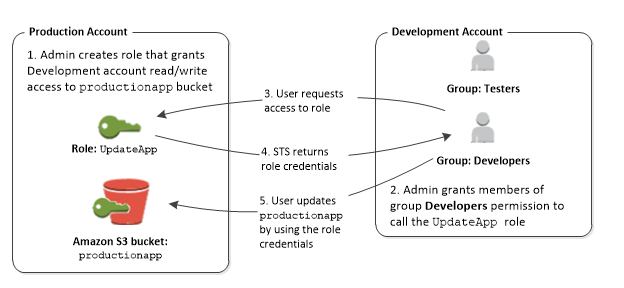 Production Account
1. Admin creates role that grants
Development account read/write
access to productionapp bucket
Role: UpdateApp
Amazon S3 bucket:
productionapp
3. User requests
access to role
4. STS returns
role credentials
5. User updates
productionapp
by using the role
credentials
Development Account
Group: Testers
Group: Developers
2. Admin grants members of
group Developers permission to
call the UpdateApp role